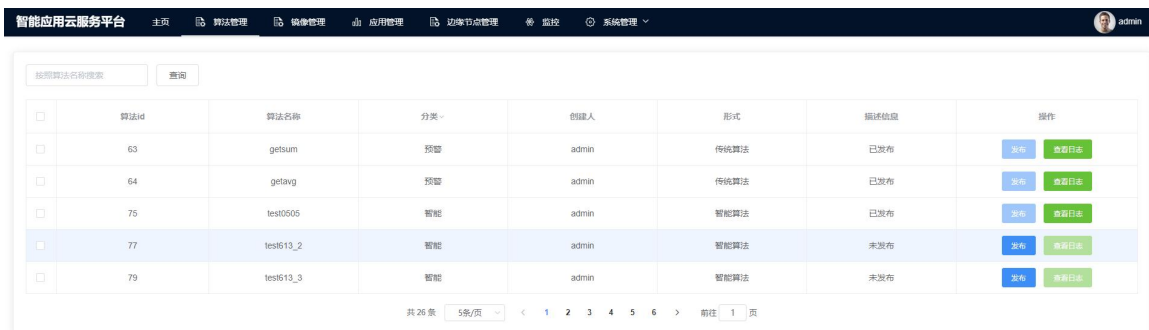 智能应用云服务平台 主页 算法管理 镜像管理 应用管理 边缘节点管理 监控 系统管理 admin
按照算法名称搜索 查询
算法id 算法名称 分类 创建人 形式 描述信息 操作
63 getsum 预警 admin 传统算法 已发布 发布 查看日志
64 getavg 预警 admin 传统算法 已发布 发布 查看日志
75 test0505 智能 admin 智能算法 已发布 发布 查看日志
77 test613_2 智能 admin 智能算法 未发布 发布 查看日志
79 test613_3 智能 admin 智能算法 未发布 发布 查看日志
共 26 条 5条/页 < 1 2 3 4 5 6 > 前往 1 页